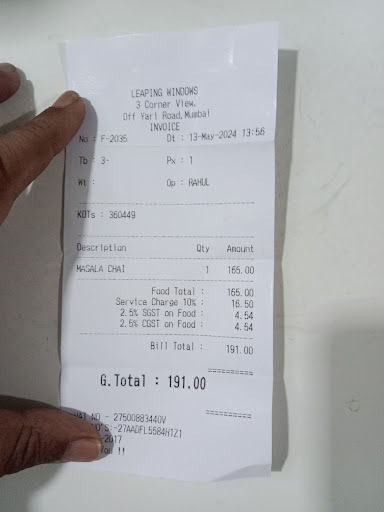 LEAPING WINDOWS
3 Corner View,
Off Yari Road, Mumbai
INVOICE
No : F-2035 Dt : 13-May-2024 13:56
Tb : 3- Px : 1
Wt : Op : RAHUL
KOTs : 360449
Description Qty Amount
MASALA CHAI 1 165.00
Food Total : 165.00
Service Charge 10% : 16.50
2.5% SGST on Food : 4.54
2.5% CGST on Food : 4.54
Bill Total : 191.00
G.Total : 191.00
NO - 27500883440V
:-27AADFL5584H1Z1
-2017
!!